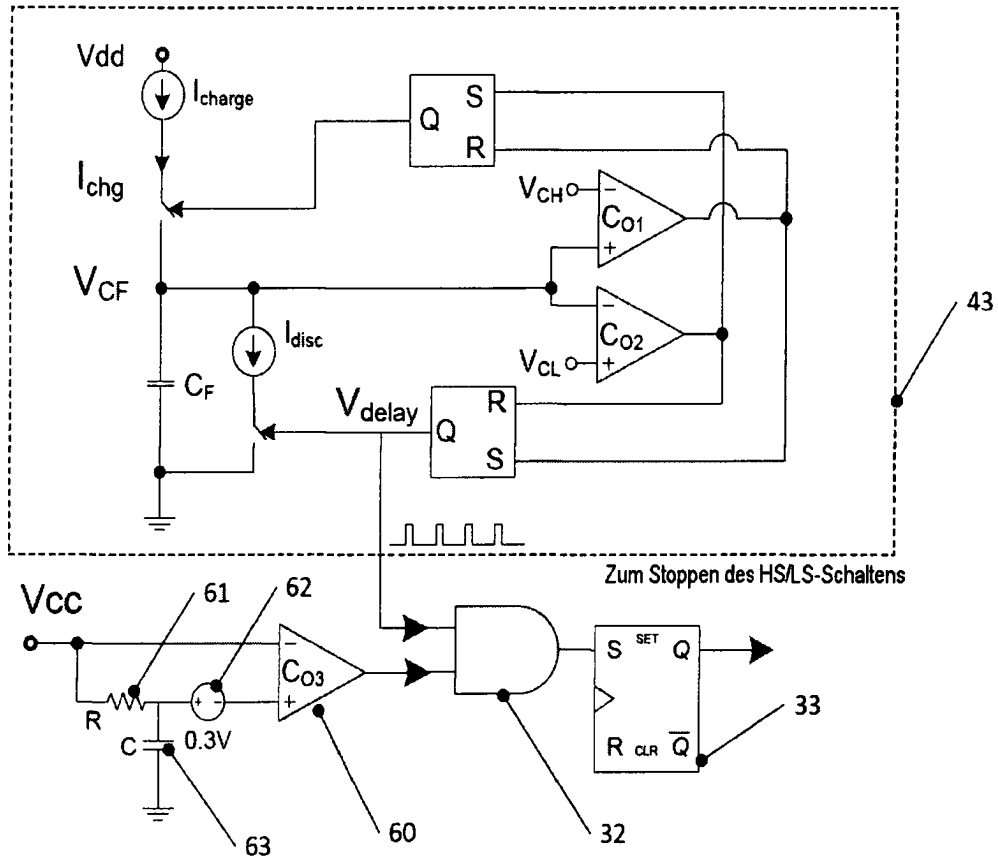 Vdd
Icharge
Q
S
R
Ichg
VCH
-
CO1
+
VCF
Idisc
-
CO2
VCL
+
CF
43
Vdelay
Q
R
S
Zum Stoppen des HS/LS-Schaltens
Vcc
61
62
-
CO3
+
R
C
0.3V
S
SET
Q
R
CLR
Q̅
33
63
60
32